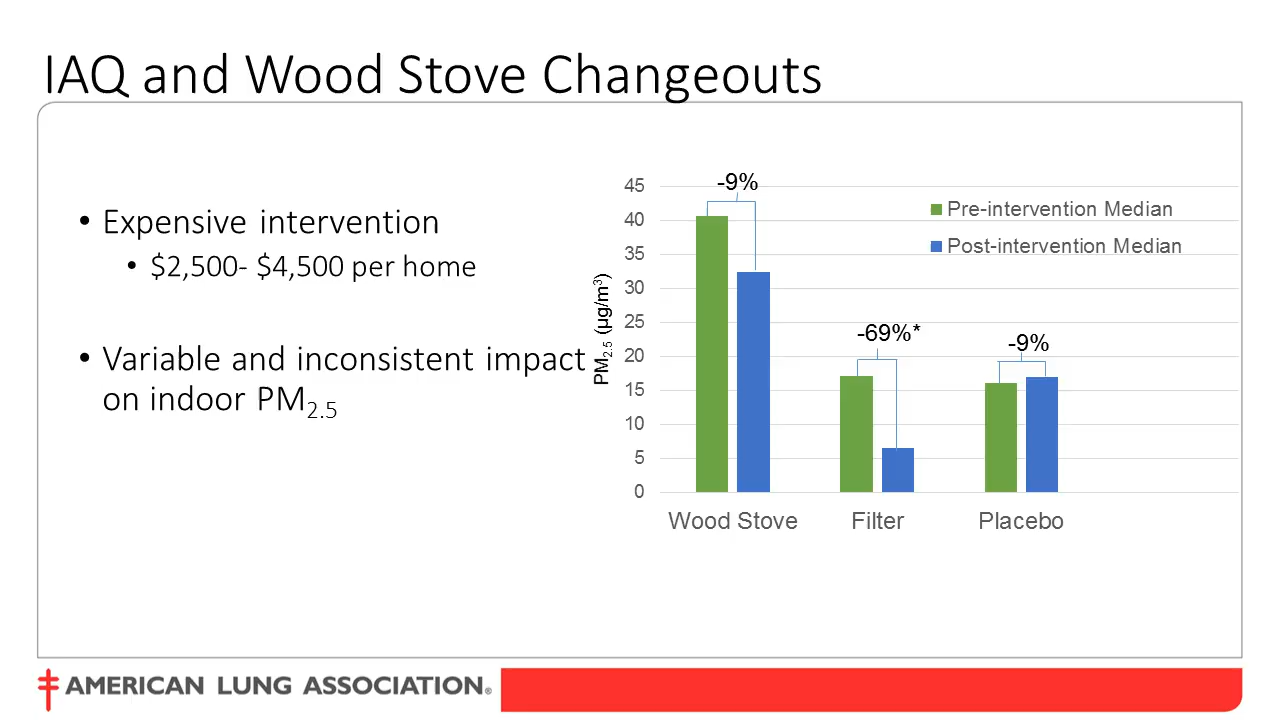 IAQ and Wood Stove Changeouts
• Expensive intervention
• $2,500- $4,500 per home
• Variable and inconsistent impact
on indoor PM2.5
PM2.5 (µg/m3)
45
40
35
30
25
20
15
10
5
0
-9%
-69%*
-9%
Pre-intervention Median
Post-intervention Median
Wood Stove Filter Placebo
AMERICAN LUNG ASSOCIATION®